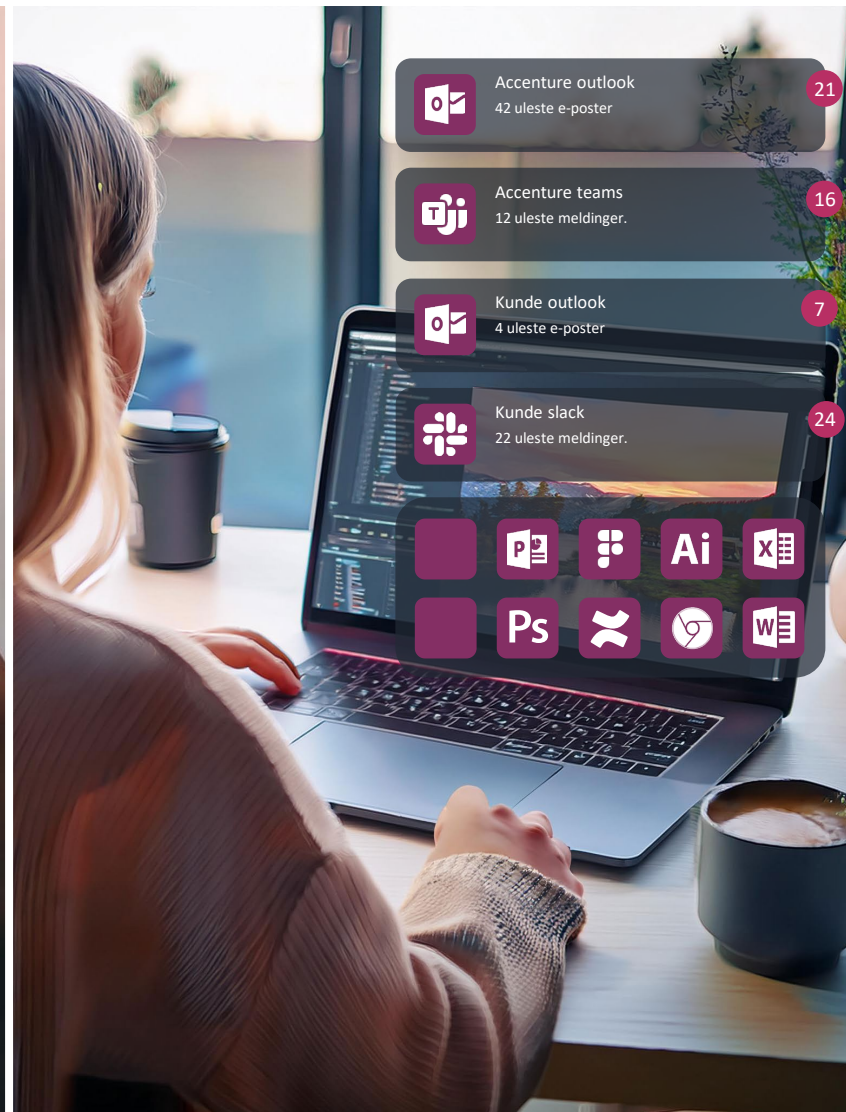 Accenture outlook
42 uleste e-poster
21
Accenture teams
12 uleste meldinger.
16
Kunde outlook
4 uleste e-poster
7
Kunde slack
22 uleste meldinger.
24
P
Ai
X
Ps
W